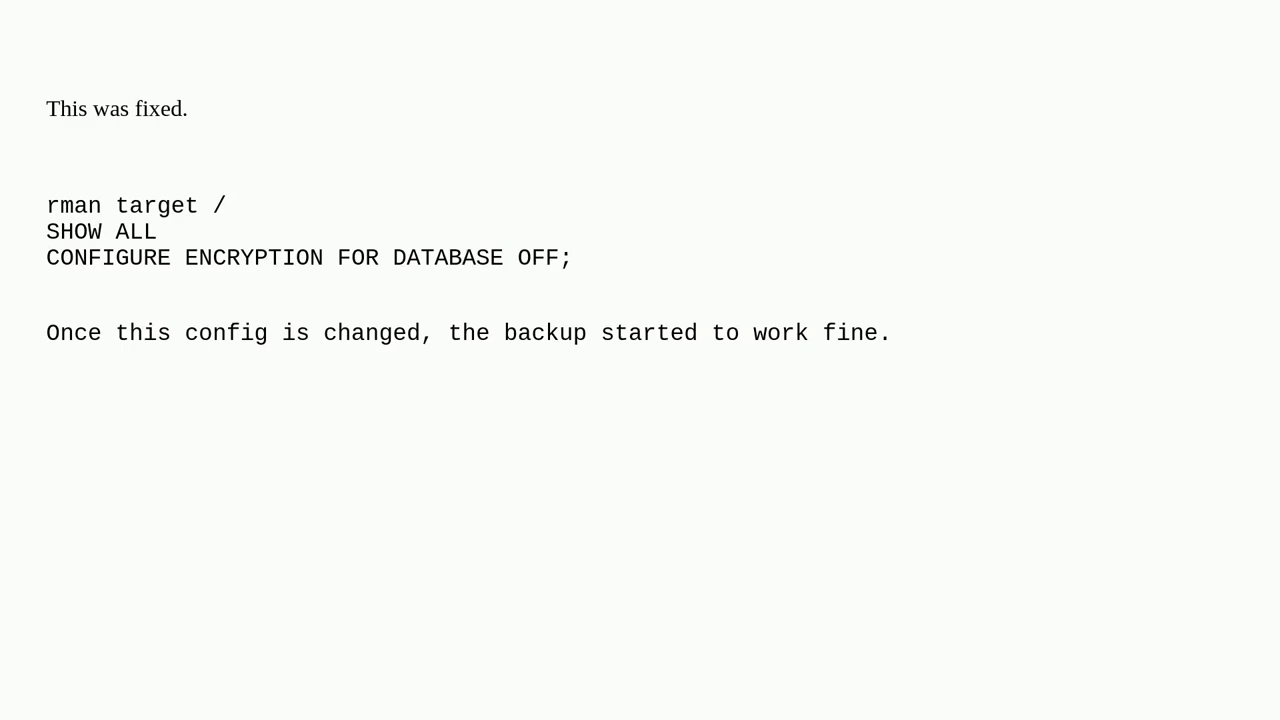 This was fixed.
rman target /
SHOW ALL
CONFIGURE ENCRYPTION FOR DATABASE OFF;
Once this config is changed, the backup started to work fine.